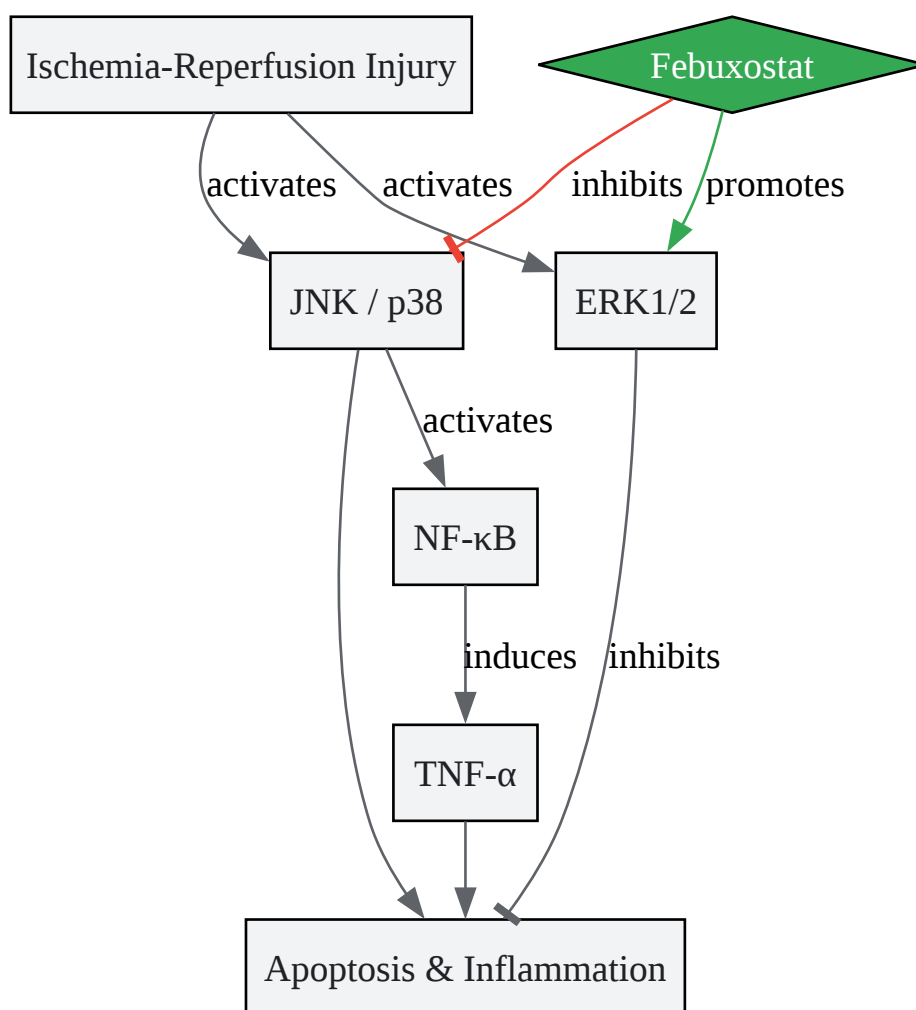 Ischemia-Reperfusion Injury
Febuxostat
activates
activates
inhibits
promotes
JNK / p38
ERK1/2
activates
NF-κB
induces
inhibits
TNF-α
Apoptosis & Inflammation